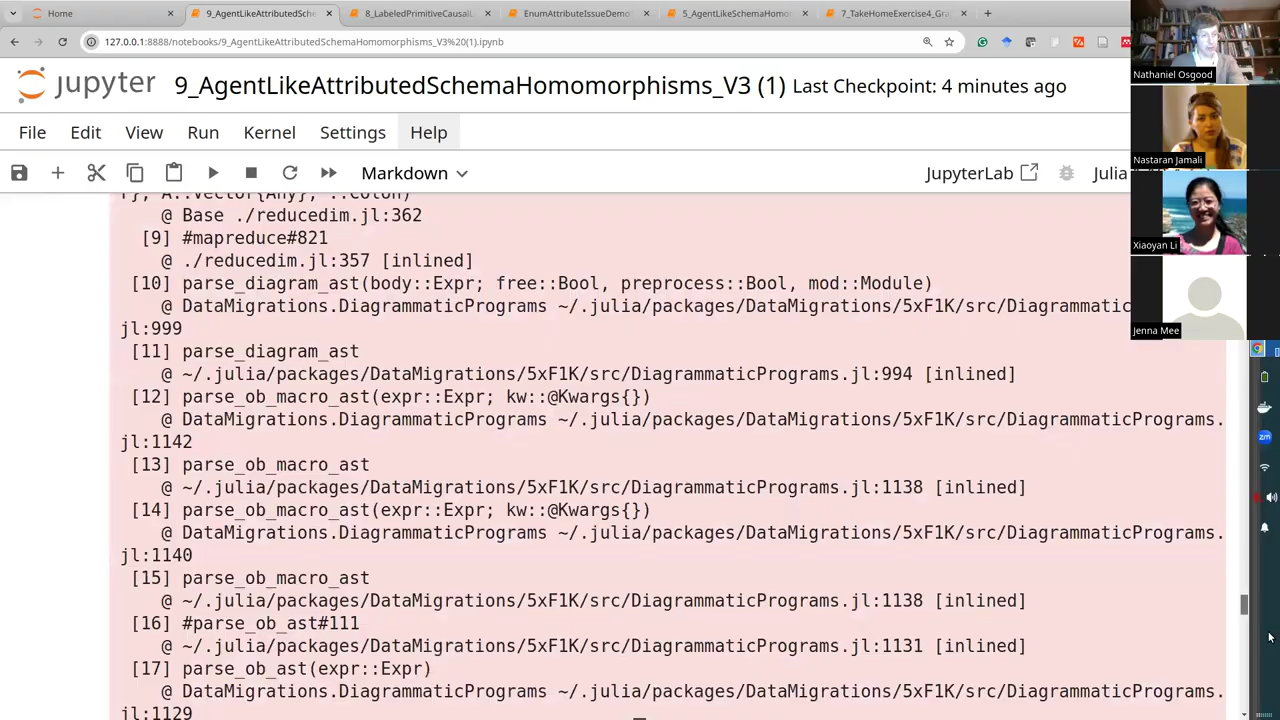 Home
9_AgentLikeAttributedSche
8_LabeledPrimitiveCausalL
EnumAttributeIssueDemo
5_AgentLikeSchemaHomo
7_TakeHomeExercise4_Gra
127.0.0.1:8888/notebooks/9_AgentLikeAttributedSchemaHomomorphisms_V3%20(1).ipynb
jupyter
9_AgentLikeAttributedSchemaHomomorphisms_V3 (1) Last Checkpoint: 4 minutes ago
File Edit View Run Kernel Settings Help
Markdown
JupyterLab
Julia
r}, A::Vector{Any}, ::Colon)
@ Base ./reducedim.jl:362
[9] #mapreduce#821
@ ./reducedim.jl:357 [inlined]
[10] parse_diagram_ast(body::Expr; free::Bool, preprocess::Bool, mod::Module)
@ DataMigrations.DiagrammaticPrograms ~/.julia/packages/DataMigrations/5xF1K/src/Diagrammatic
jl:999
[11] parse_diagram_ast
@ ~/.julia/packages/DataMigrations/5xF1K/src/DiagrammaticPrograms.jl:994 [inlined]
[12] parse_ob_macro_ast(expr::Expr; kw::@Kwargs{})
@ DataMigrations.DiagrammaticPrograms ~/.julia/packages/DataMigrations/5xF1K/src/DiagrammaticPrograms.
jl:1142
[13] parse_ob_macro_ast
@ ~/.julia/packages/DataMigrations/5xF1K/src/DiagrammaticPrograms.jl:1138 [inlined]
[14] parse_ob_macro_ast(expr::Expr; kw::@Kwargs{})
@ DataMigrations.DiagrammaticPrograms ~/.julia/packages/DataMigrations/5xF1K/src/DiagrammaticPrograms.
jl:1140
[15] parse_ob_macro_ast
@ ~/.julia/packages/DataMigrations/5xF1K/src/DiagrammaticPrograms.jl:1138 [inlined]
[16] #parse_ob_ast#111
@ ~/.julia/packages/DataMigrations/5xF1K/src/DiagrammaticPrograms.jl:1131 [inlined]
[17] parse_ob_ast(expr::Expr)
@ DataMigrations.DiagrammaticPrograms ~/.julia/packages/DataMigrations/5xF1K/src/DiagrammaticPrograms.
jl:1129
Nathaniel Osgood
Nastaran Jamali
Xiaoyan Li
Jenna Mee
zm